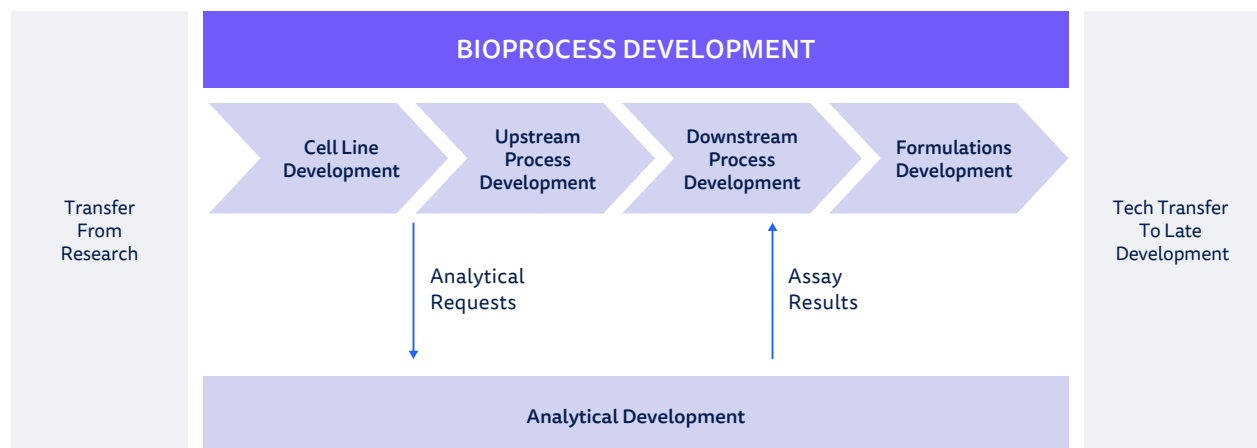 BIOPROCESS DEVELOPMENT
Transfer
From
Research
Cell Line
Development
Upstream
Process
Development
Downstream
Process
Development
Formulations
Development
Tech Transfer
To Late
Development
Analytical
Requests
Assay
Results
Analytical Development